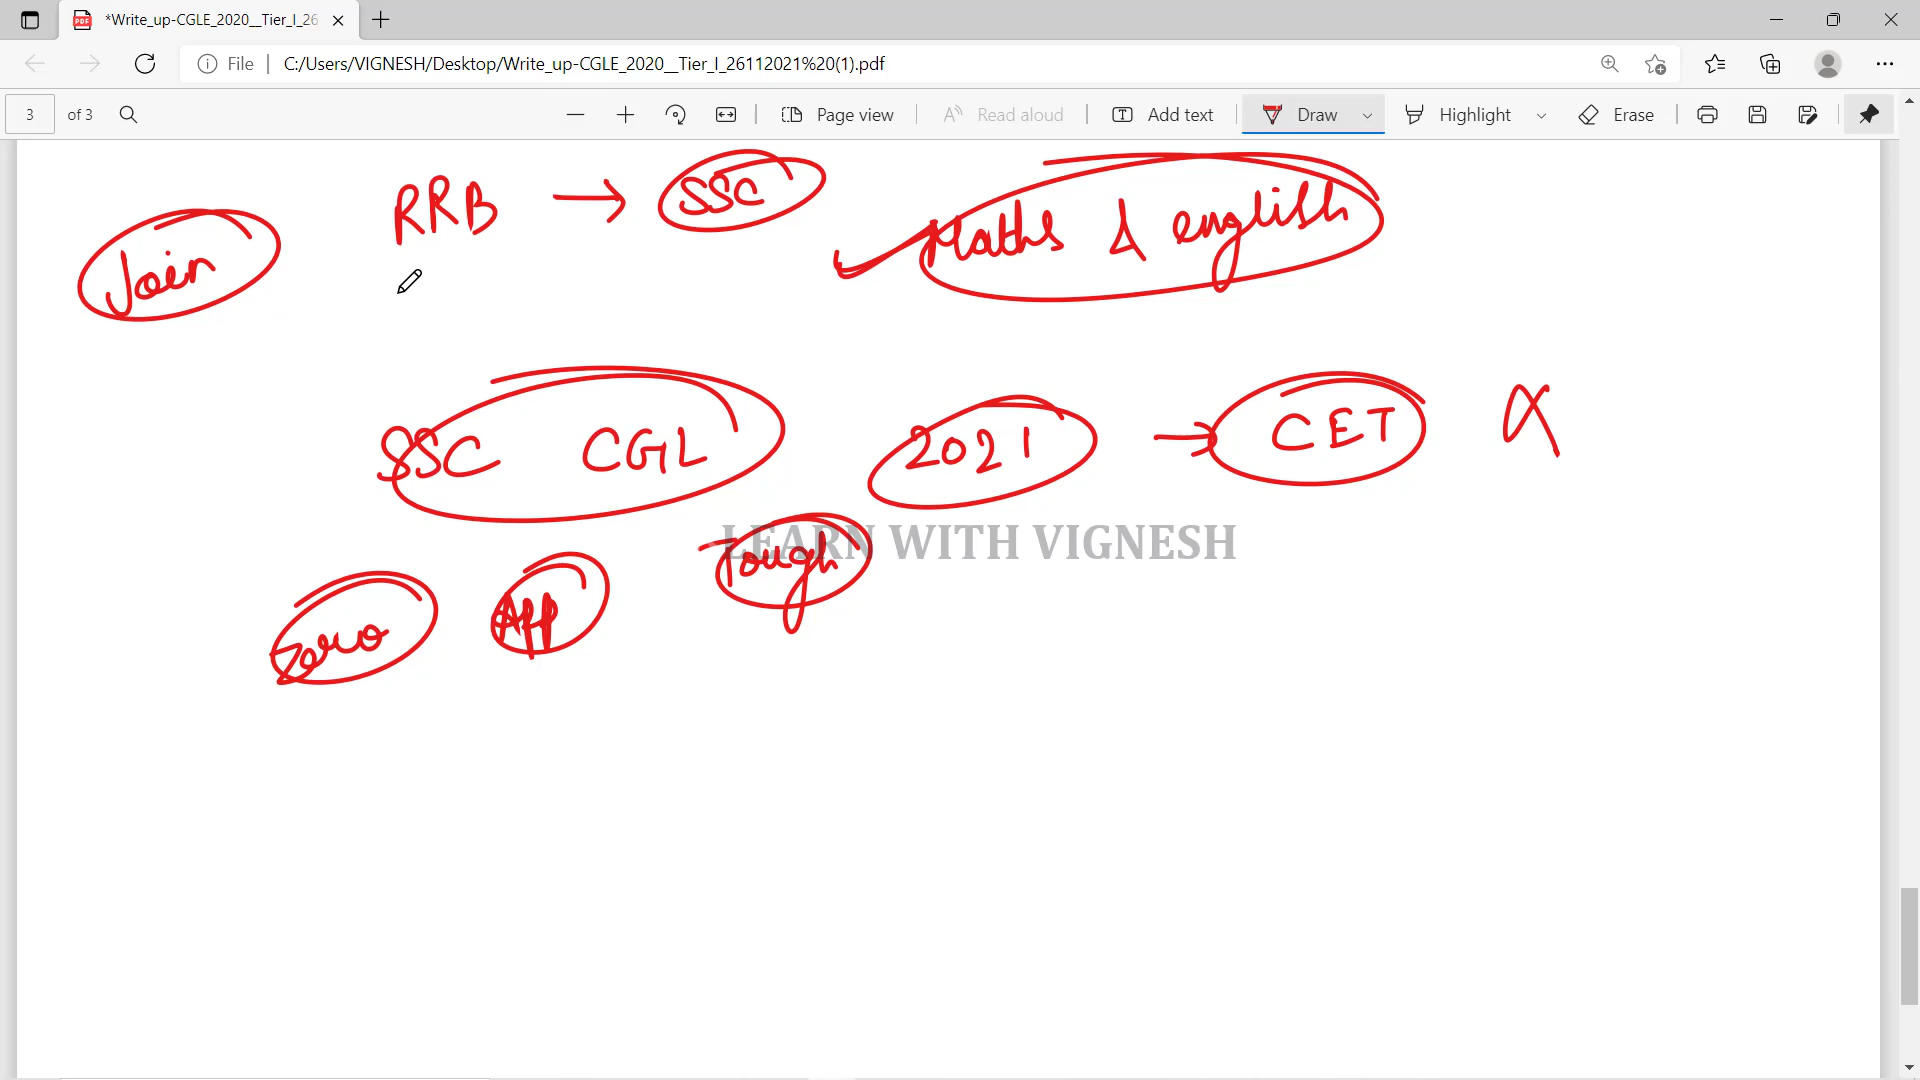 *Write_up-CGLE_2020__Tier_I_26
File C:/Users/VIGNESH/Desktop/Write_up-CGLE_2020__Tier_I_26112021%20(1).pdf
3 of 3 Page view Read aloud Add text Draw Highlight Erase
RRB → SSC
Maths & english
Join
SSC CGL 2021 → CET X
LEARN WITH VIGNESH
Tough
Zero App